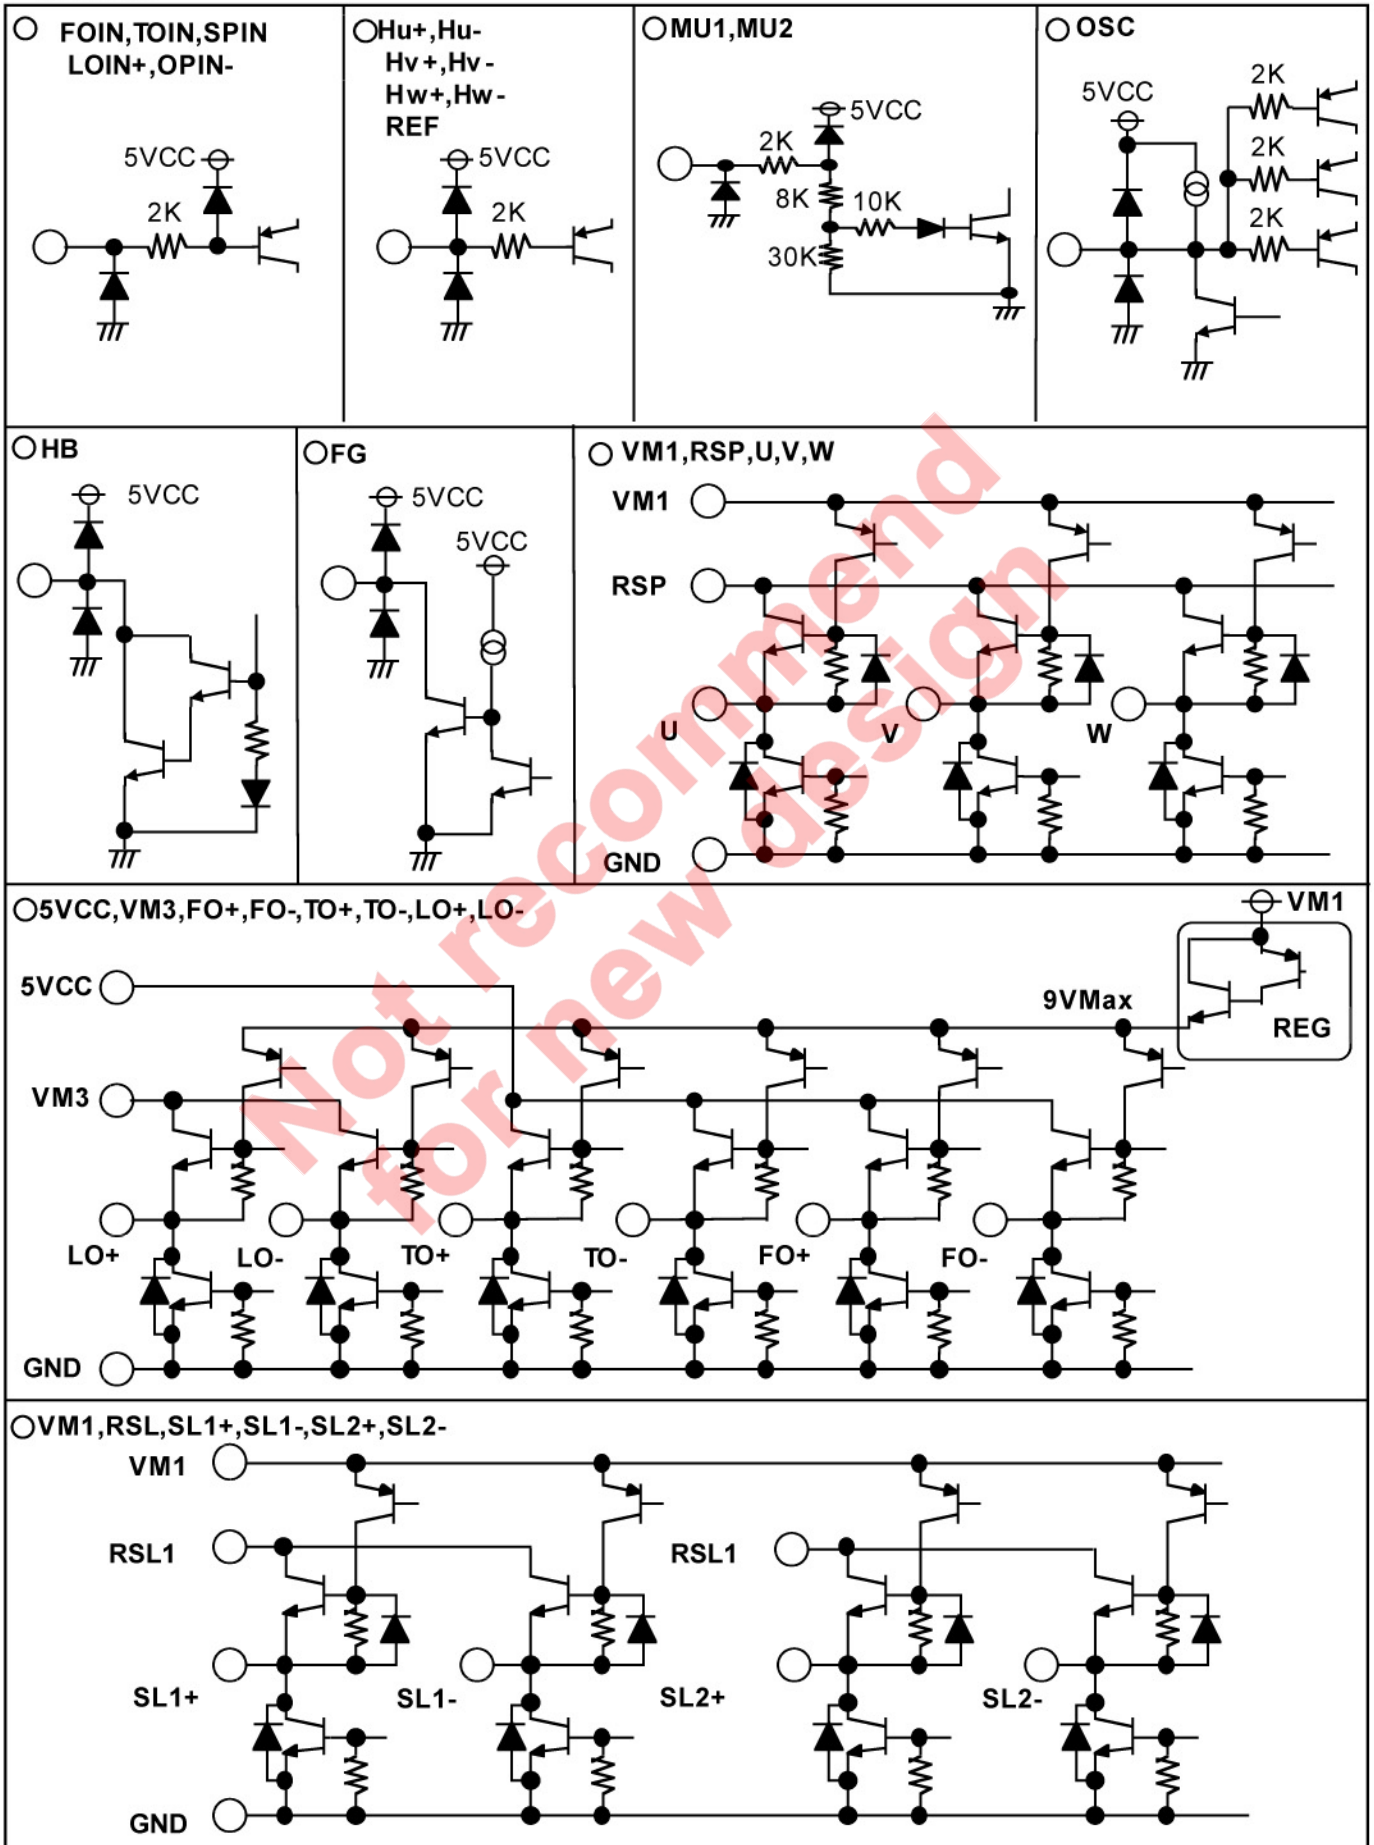 FOIN,TOIN,SPIN
LOIN+,OPIN-
5VCC
2K
Hu+,Hu-
Hv+,Hv-
Hw+,Hw-
REF
5VCC
2K
MU1,MU2
5VCC
2K
8K
10K
30K
OSC
5VCC
2K
2K
2K
HB
5VCC
FG
5VCC
5VCC
VM1,RSP,U,V,W
VM1
RSP
U
V
W
GND
5VCC,VM3,FO+,FO-,TO+,TO-,LO+,LO-
VM1
5VCC
9VMax
REG
VM3
LO+
LO-
TO+
TO-
FO+
FO-
GND
VM1,RSL,SL1+,SL1-,SL2+,SL2-
VM1
RSL1
RSL1
SL1+
SL1-
SL2+
SL2-
GND
Not recommend
for new design